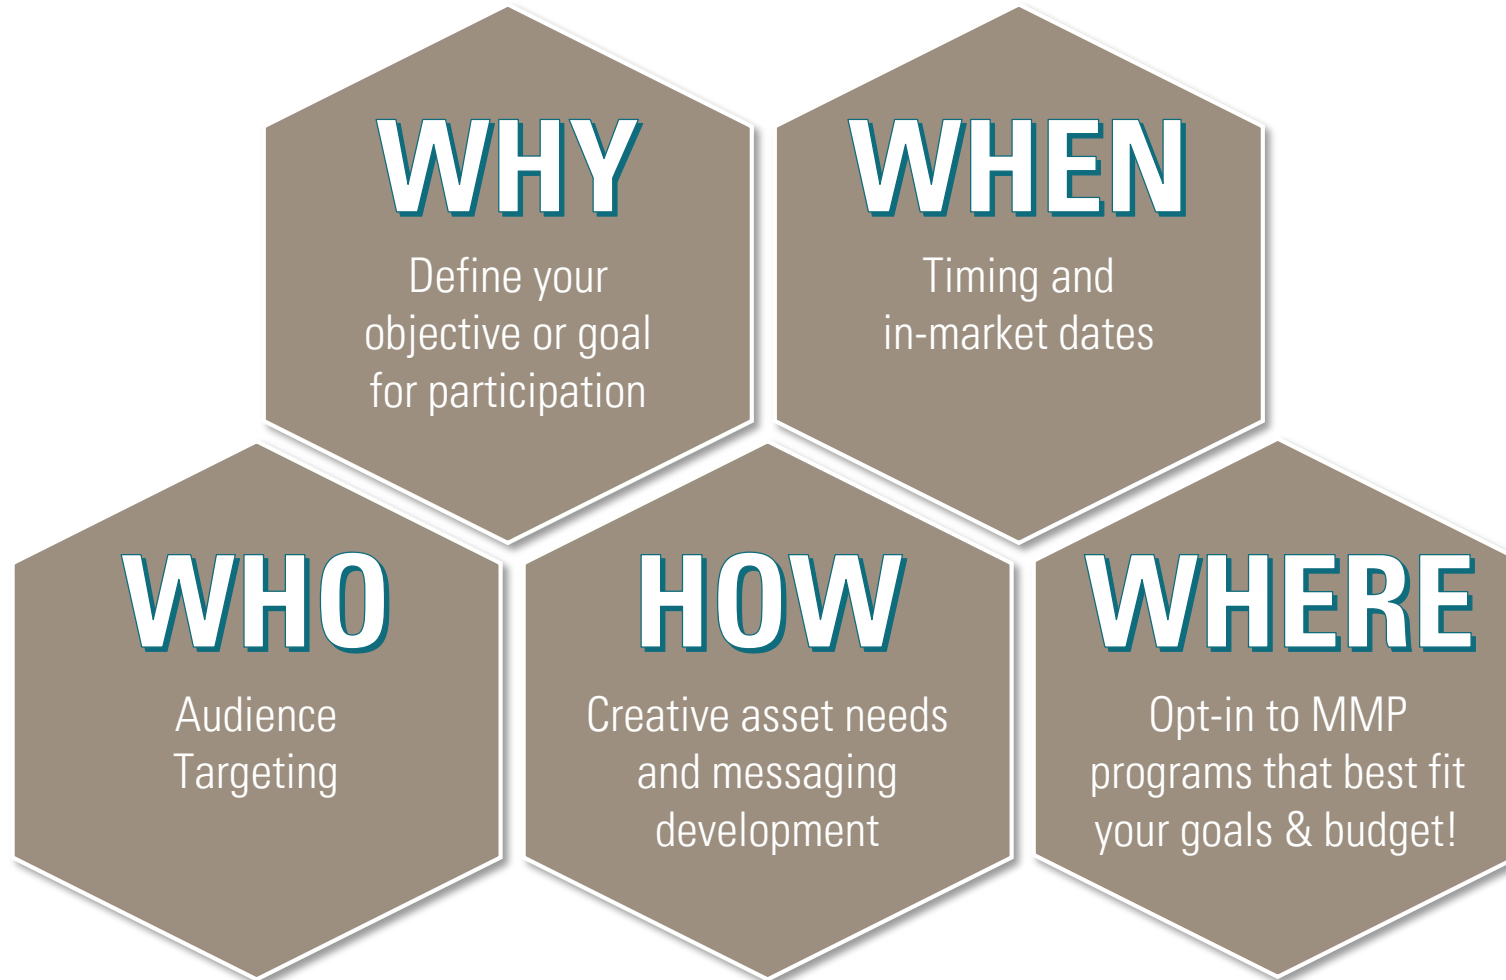 WHY
Define your
objective or goal
for participation
WHEN
Timing and
in-market dates
WHO
Audience
Targeting
HOW
Creative asset needs
and messaging
development
WHERE
Opt-in to MMP
programs that best fit
your goals & budget!